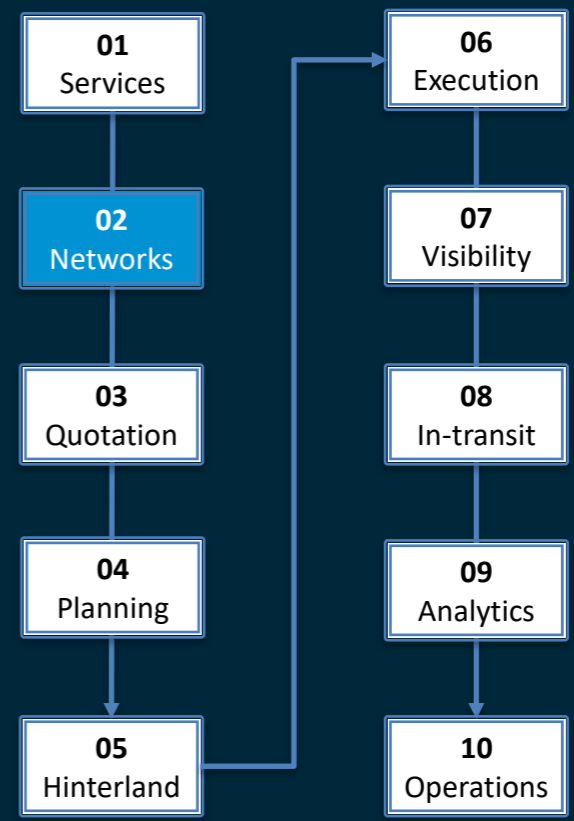 01
Services
02
Networks
03
Quotation
04
Planning
05
Hinterland
06
Execution
07
Visibility
08
In-transit
09
Analytics
10
Operations